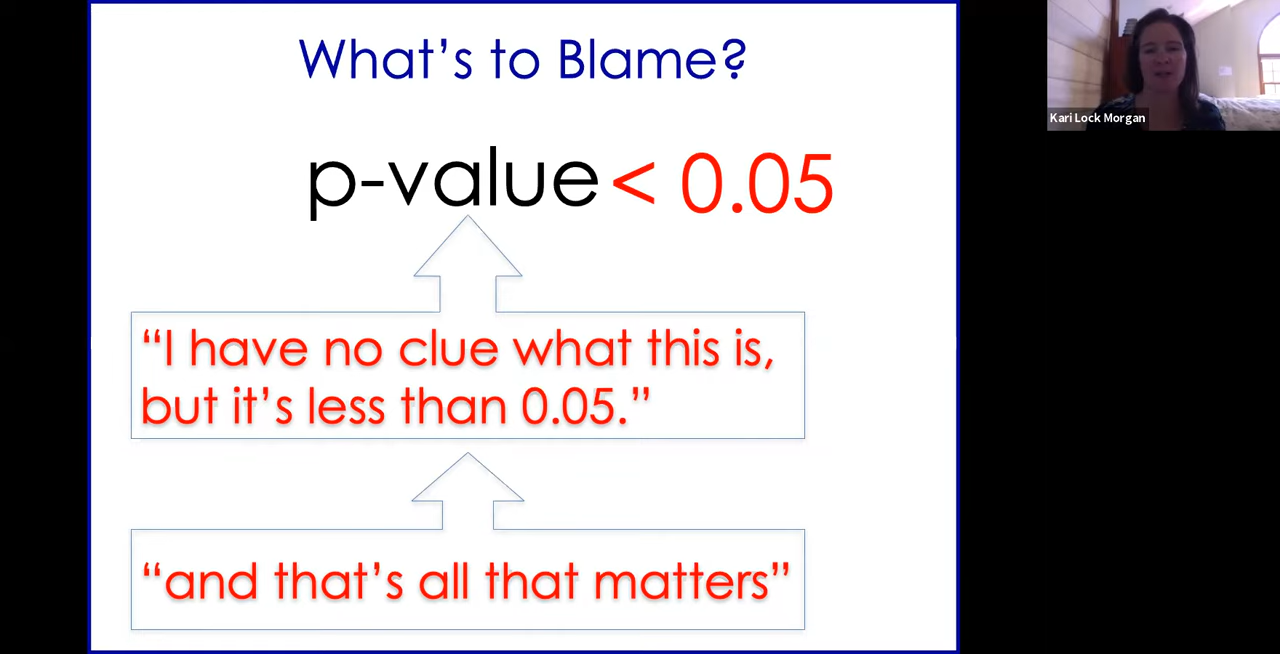 What’s to Blame?
p-value < 0.05
“I have no clue what this is,
but it’s less than 0.05.”
“and that’s all that matters”
Kari Lock Morgan